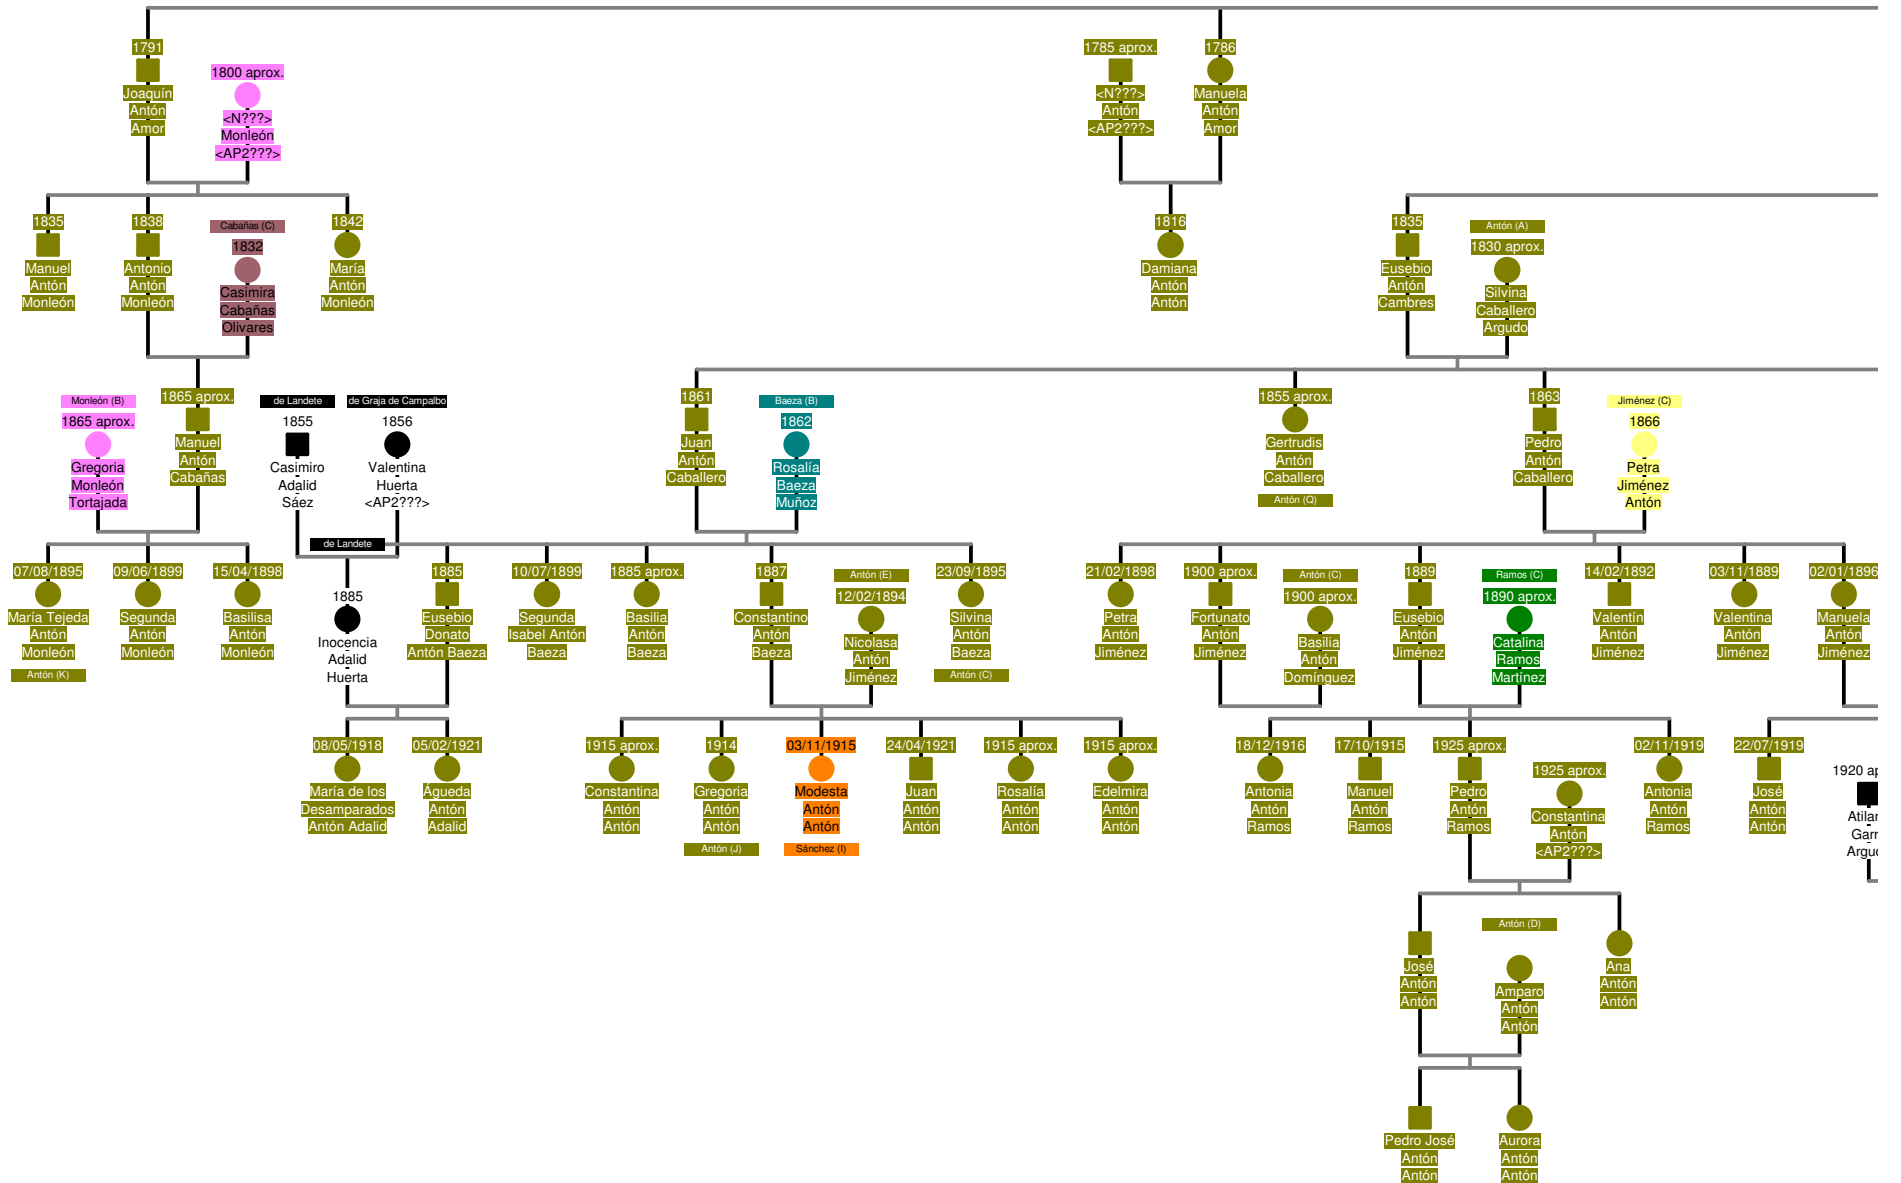 1791
Joaquín
Antón
Amor
1800 aprox.
<N???>
Monleón
<AP2???>
1785 aprox.
<N???>
Antón
<AP2???>
1786
Manuela
Antón
Amor
1835
Manuel
Antón
Monleón
1838
Antonio
Antón
Monleón
Cabañas (C)
1832
Casimira
Cabañas
Olivares
1842
María
Antón
Monleón
1816
Damiana
Antón
Antón
1835
Eusebio
Antón
Cambres
Antón (A)
1830 aprox.
Silvina
Caballero
Argudo
Monleón (B)
1865 aprox.
Gregoria
Monleón
Tortajada
1865 aprox.
Manuel
Antón
Cabañas
de Landete
1855
Casimiro
Adalid
Sáez
de Graja de Campalbo
1856
Valentina
Huerta
<AP2???>
1861
Juan
Antón
Caballero
Baeza (B)
1862
Rosalía
Baeza
Muñoz
1855 aprox.
Gertrudis
Antón
Caballero
Antón (Q)
1863
Pedro
Antón
Caballero
Jiménez (C)
1866
Petra
Jiménez
Antón
07/08/1895
María Tejeda
Antón
Monleón
Antón (K)
09/06/1899
Segunda
Antón
Monleón
15/04/1898
Basilisa
Antón
Monleón
de Landete
1885
Inocencia
Adalid
Huerta
1885
Eusebio
Donato
Antón Baeza
10/07/1899
Segunda
Isabel Antón
Baeza
1885 aprox.
Basilia
Antón
Baeza
1887
Constantino
Antón
Baeza
Antón (E)
12/02/1894
Nicolasa
Antón
Jiménez
23/09/1895
Silvina
Antón
Baeza
Antón (C)
21/02/1898
Petra
Antón
Jiménez
1900 aprox.
Fortunato
Antón
Jiménez
Antón (C)
1900 aprox.
Basilia
Antón
Domínguez
1889
Eusebio
Antón
Jiménez
Ramos (C)
1890 aprox.
Catalina
Ramos
Martínez
14/02/1892
Valentín
Antón
Jiménez
03/11/1889
Valentina
Antón
Jiménez
02/01/1896
Manuela
Antón
Jiménez
08/05/1918
María de los
Desamparados
Antón Adalid
05/02/1921
Águeda
Antón
Adalid
1915 aprox.
Constantina
Antón
Antón
1914
Gregoria
Antón
Antón
Antón (J)
03/11/1915
Modesta
Antón
Antón
Sánchez (I)
24/04/1921
Juan
Antón
Antón
1915 aprox.
Rosalía
Antón
Antón
1915 aprox.
Edelmira
Antón
Antón
18/12/1916
Antonia
Antón
Ramos
17/10/1915
Manuel
Antón
Ramos
1925 aprox.
Pedro
Antón
Ramos
1925 aprox.
Constantina
Antón
<AP2???>
02/11/1919
Antonia
Antón
Ramos
22/07/1919
José
Antón
Antón
1920 ap
Atilan
Garr
Argu
José
Antón
Antón
Antón (D)
Amparo
Antón
Antón
Ana
Antón
Antón
Pedro José
Antón
Antón
Aurora
Antón
Antón